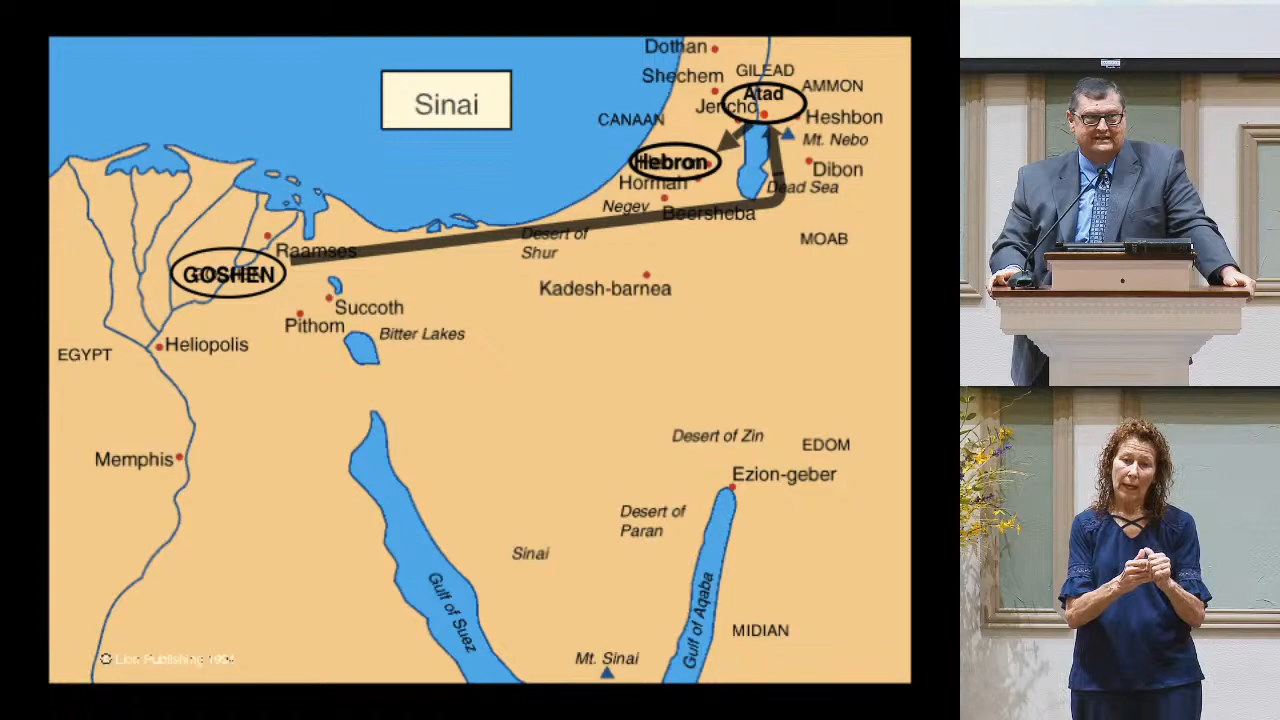 Dothan
Shechem
GILEAD
AMMON
Atad
Jericho
CANAAN
Heshbon
Mt. Nebo
Hebron
Dibon
Hormah
Dead Sea
Negev
Beersheba
Sinai
Desert of
Shur
MOAB
Raamses
GOSHEN
Kadesh-barnea
Succoth
Pithom
Bitter Lakes
Heliopolis
EGYPT
Desert of Zin
EDOM
Memphis
Ezion-geber
Desert of
Paran
Sinai
Gulf of Suez
Gulf of Aqaba
MIDIAN
Mt. Sinai
© Lion Publishing